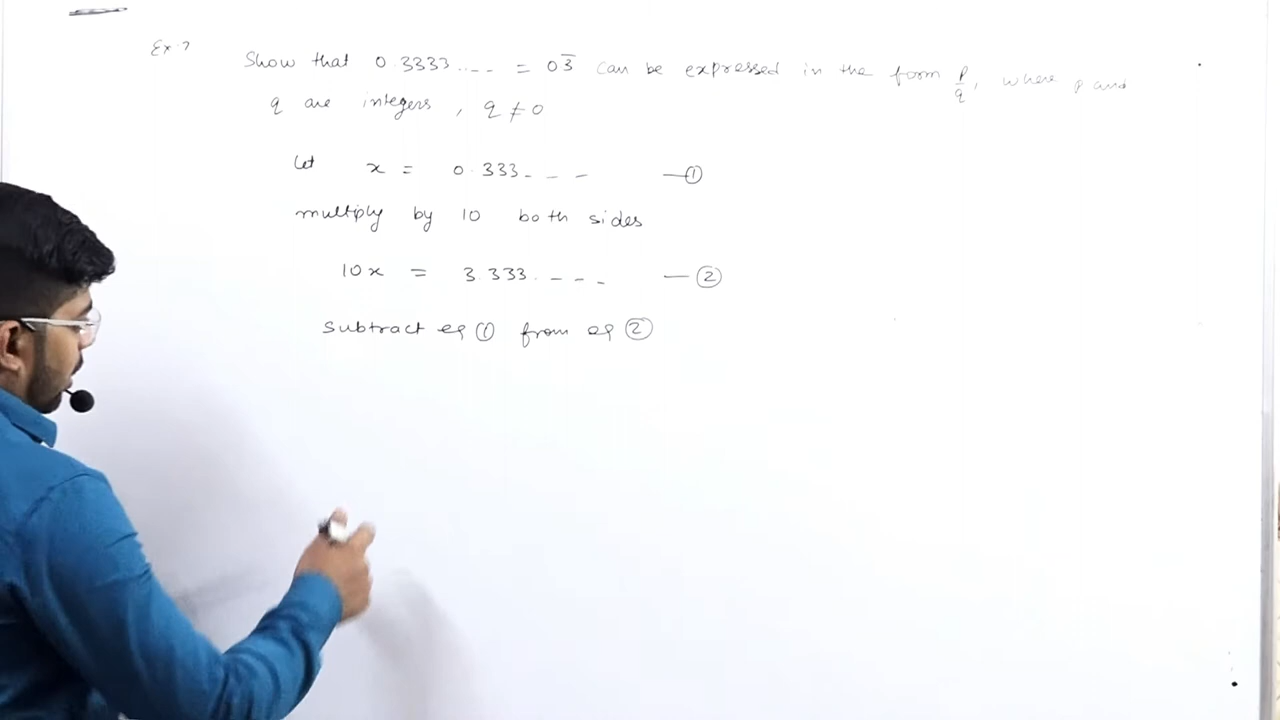 Ex.7 Show that 0.3333.... = 0.3̅ can be expressed in the form p/q, where p and
q are integers, q ≠ 0
Let x = 0.333--- —①
multiply by 10 both sides
10x = 3.333.--- —②
Subtract eq ① from eq ②